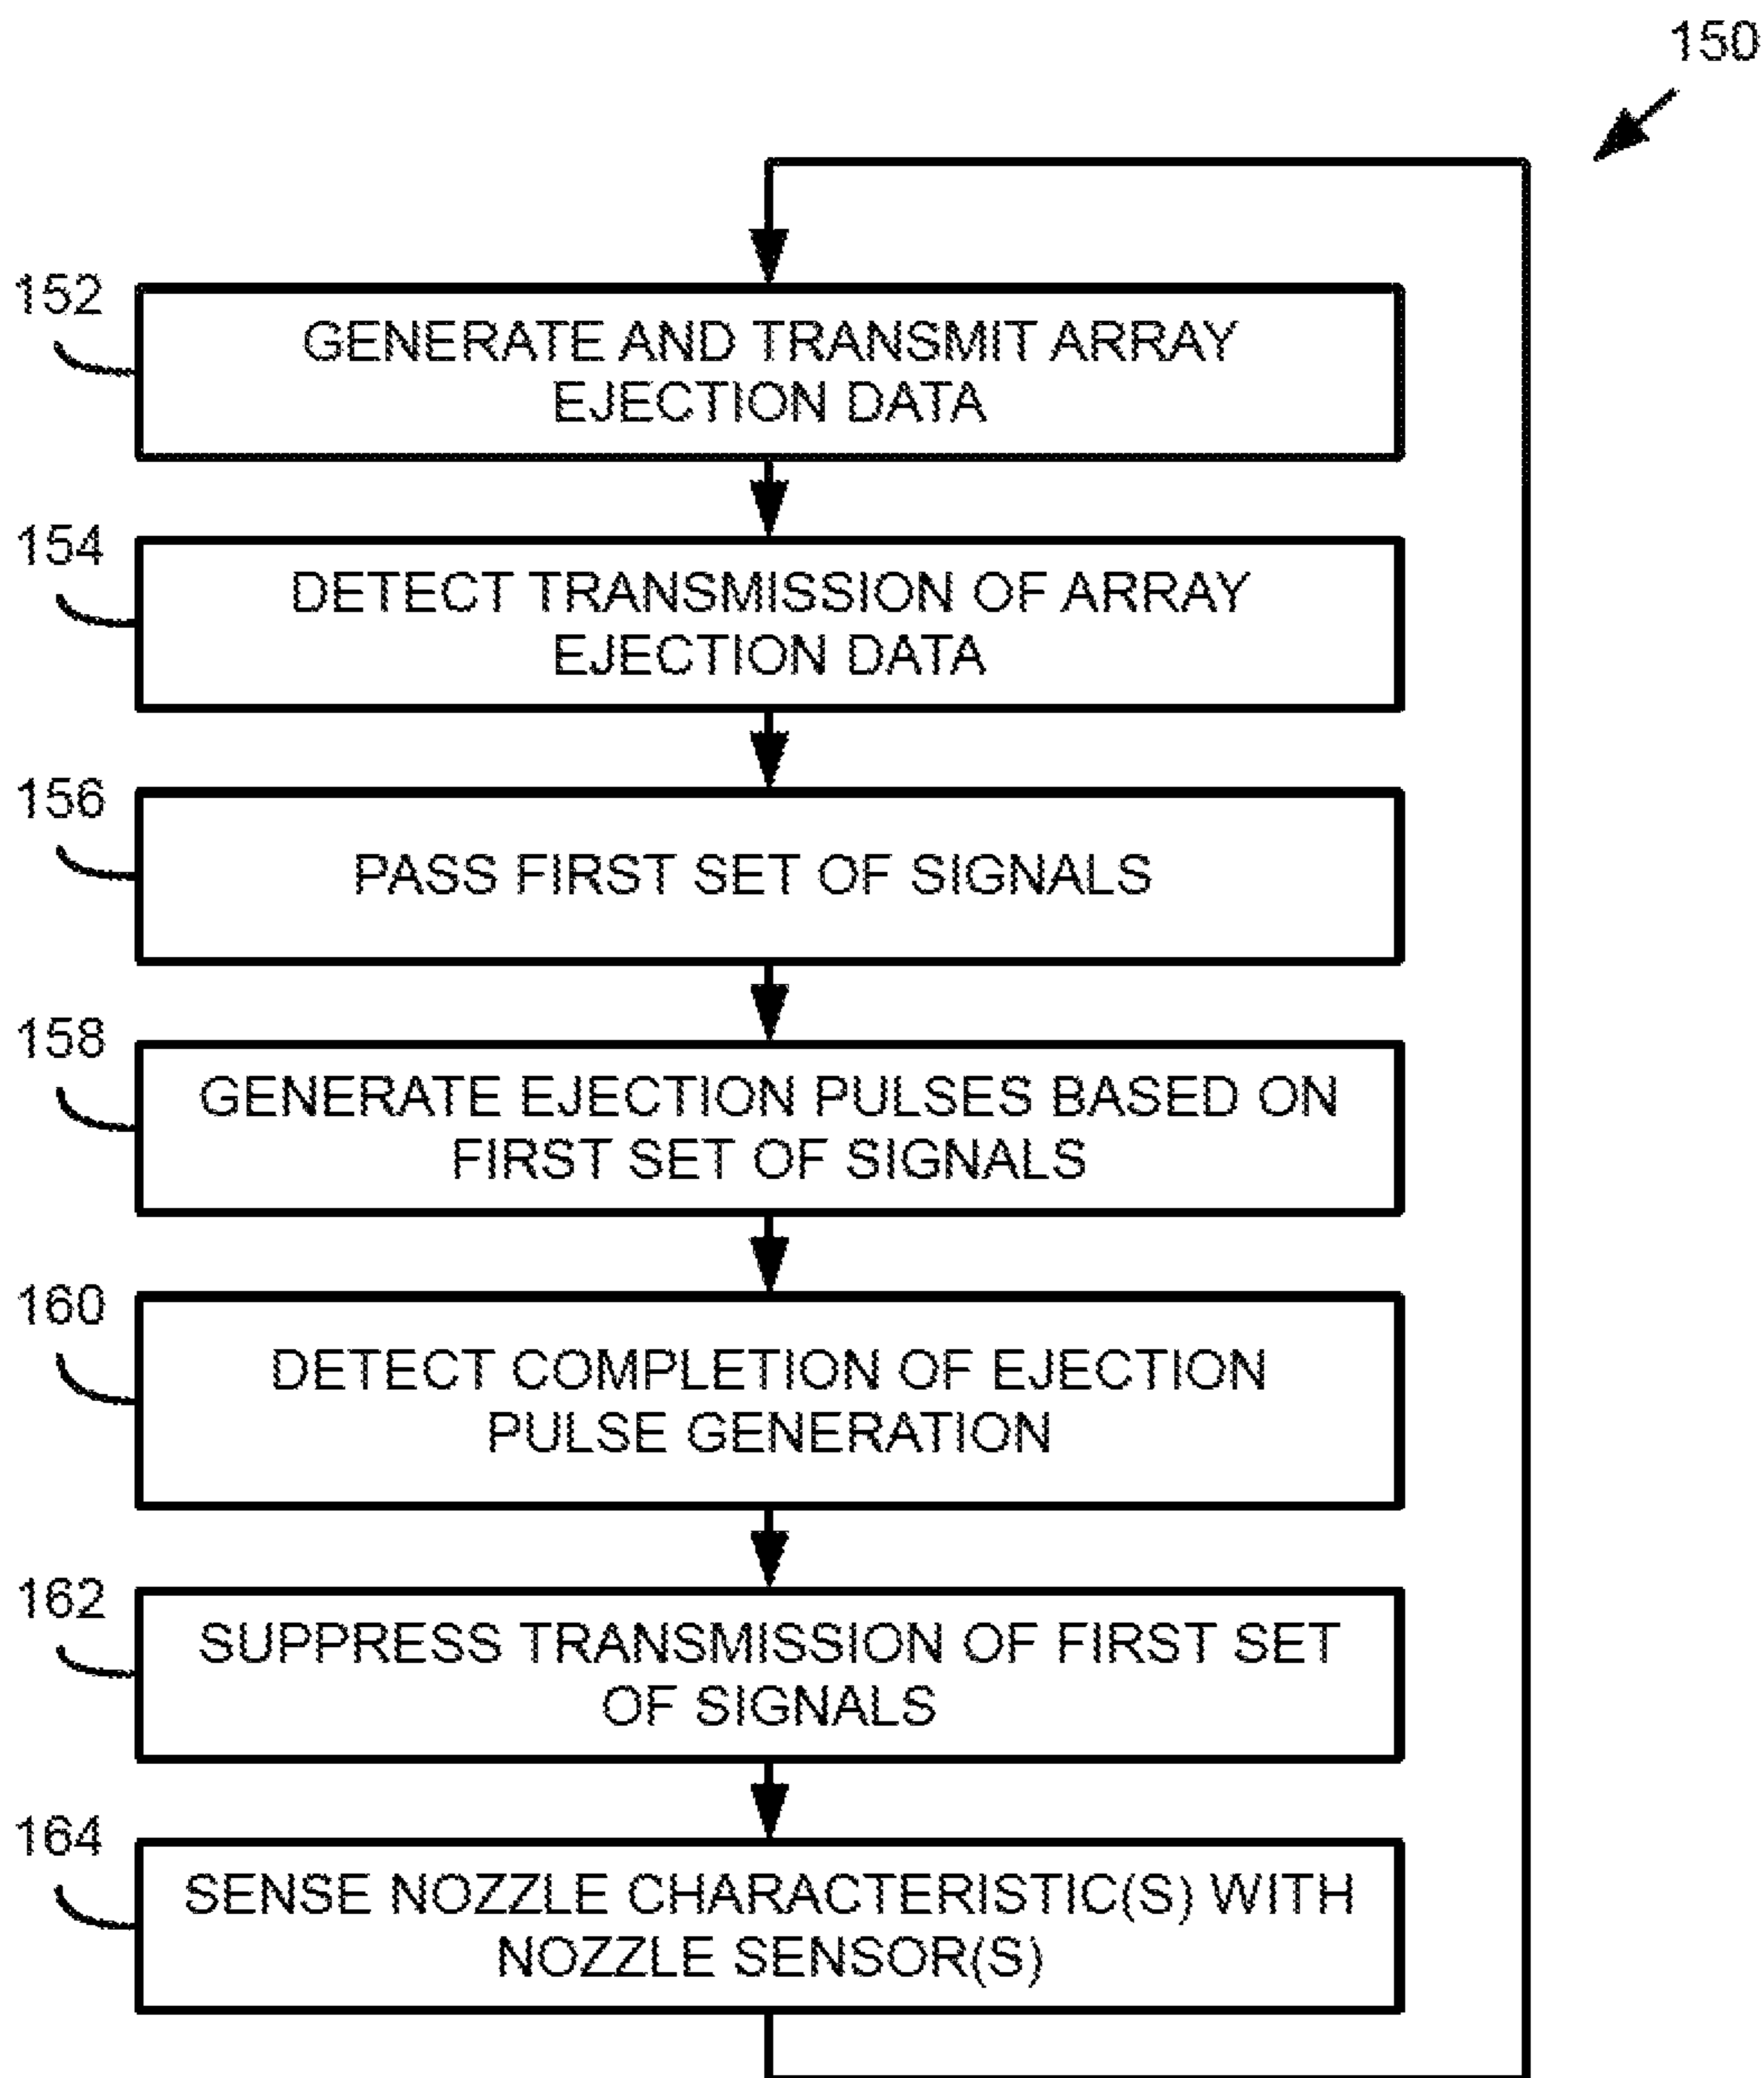 150
152
GENERATE AND TRANSMIT ARRAY
EJECTION DATA
154
DETECT TRANSMISSION OF ARRAY
EJECTION DATA
156
PASS FIRST SET OF SIGNALS
158
GENERATE EJECTION PULSES BASED ON
FIRST SET OF SIGNALS
160
DETECT COMPLETION OF EJECTION
PULSE GENERATION
162
SUPPRESS TRANSMISSION OF FIRST SET
OF SIGNALS
164
SENSE NOZZLE CHARACTERISTIC(S) WITH
NOZZLE SENSOR(S)